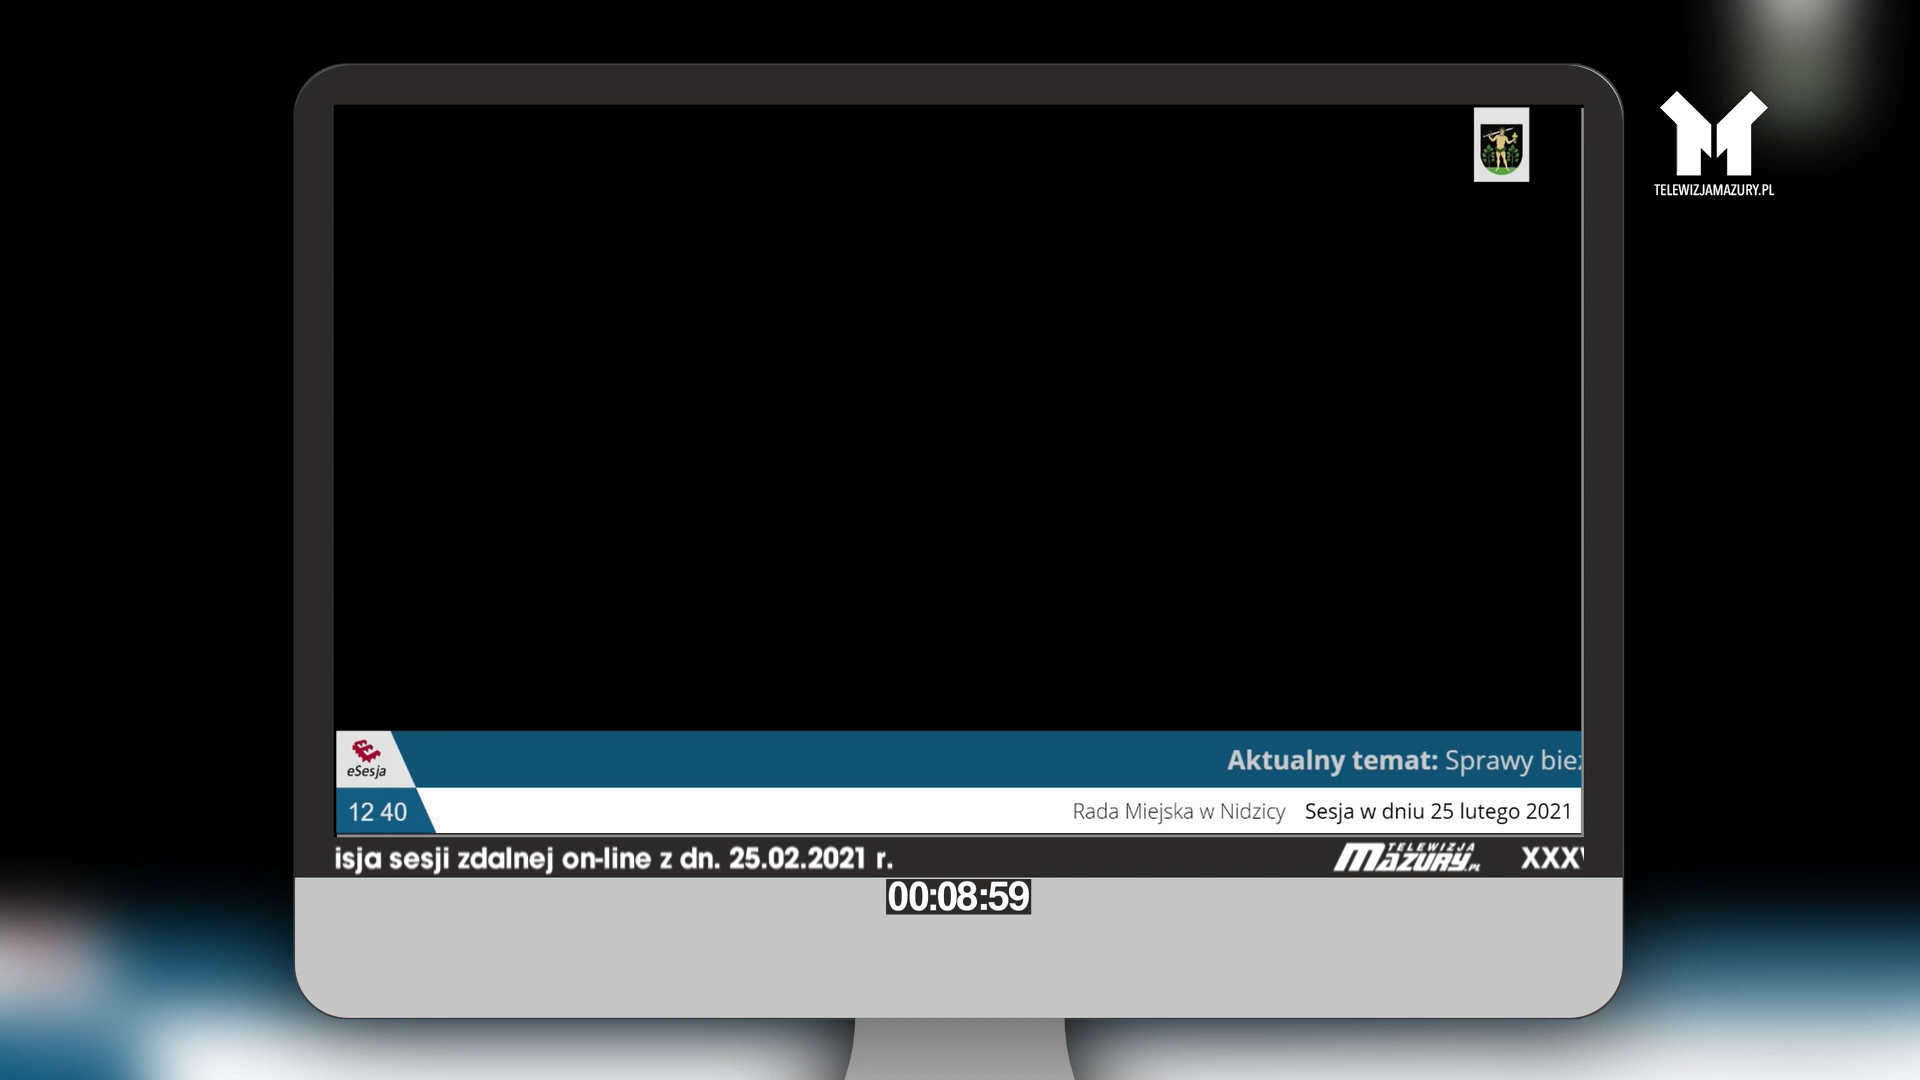 TELEWIZJAMAZURY.PL
eSesja
Aktualny temat: Sprawy
12 40
Rada Miejska w Nidzicy Sesja w dniu 25 lutego 2021
isja sesji zdalnej on-line z dn. 25.02.2021 r.
TELEWIZJA
MAZURY.PL
XXX
00:08:59